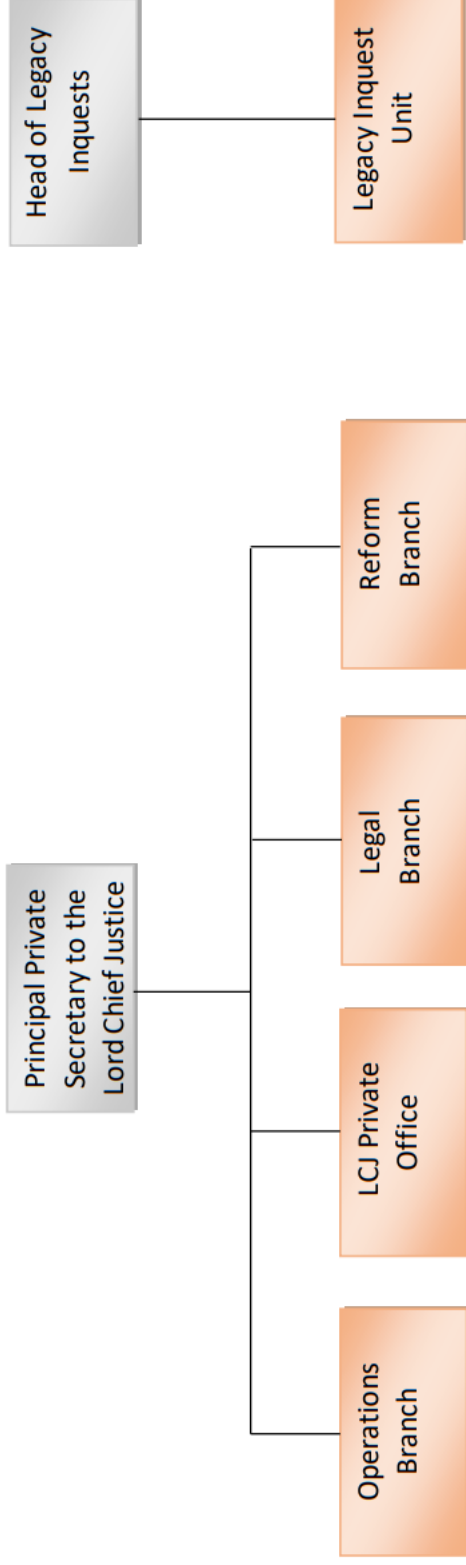 Principal Private
Secretary to the
Lord Chief Justice
Head of Legacy
Inquests
Operations
Branch
LCJ Private
Office
Legal
Branch
Reform
Branch
Legacy Inquest
Unit